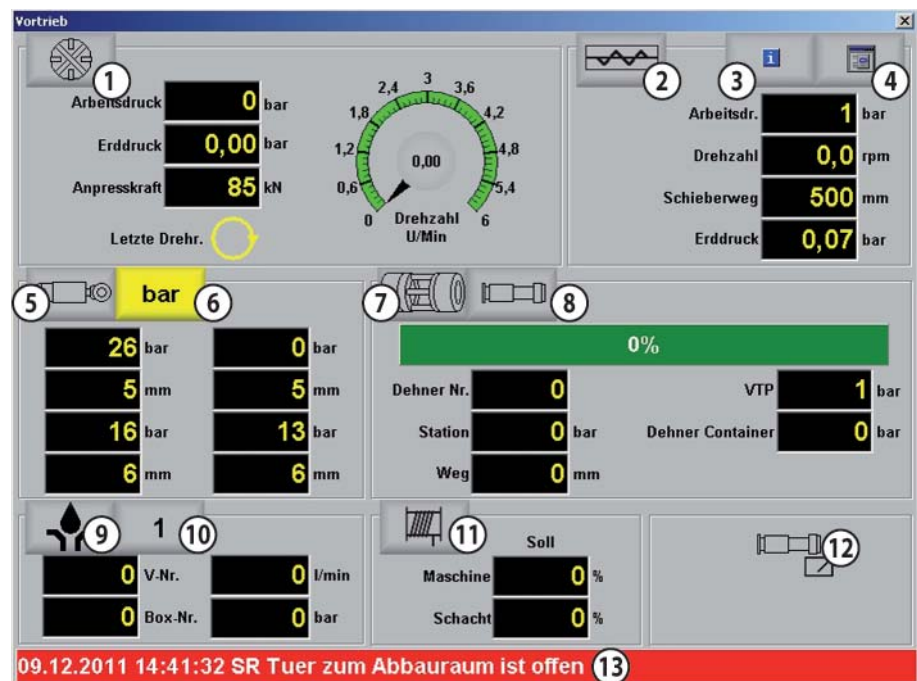 Vortrieb
1
2
3
4
Arbeitsdruck 0 bar
Erddruck 0,00 bar
Anpresskraft 85 kN
Letzte Drehr.
0
0,6
1,2
1,8
2,4
3
3,6
4,2
4,8
5,4
6
0,00
Drehzahl
U/Min
Arbeitsdr. 1 bar
Drehzahl 0,0 rpm
Schieberweg 500 mm
Erddruck 0,07 bar
5
bar
6
26 bar 0 bar
5 mm 5 mm
16 bar 13 bar
6 mm 6 mm
7
8
0%
Dehner Nr. 0 VTP 1 bar
Station 0 bar Dehner Container 0 bar
Weg 0 mm
9
1
10
0 V-Nr. 0 l/min
0 Box-Nr. 0 bar
11
Soll
Maschine 0 %
Schacht 0 %
12
09.12.2011 14:41:32 SR Tuer zum Abbauraum ist offen 13